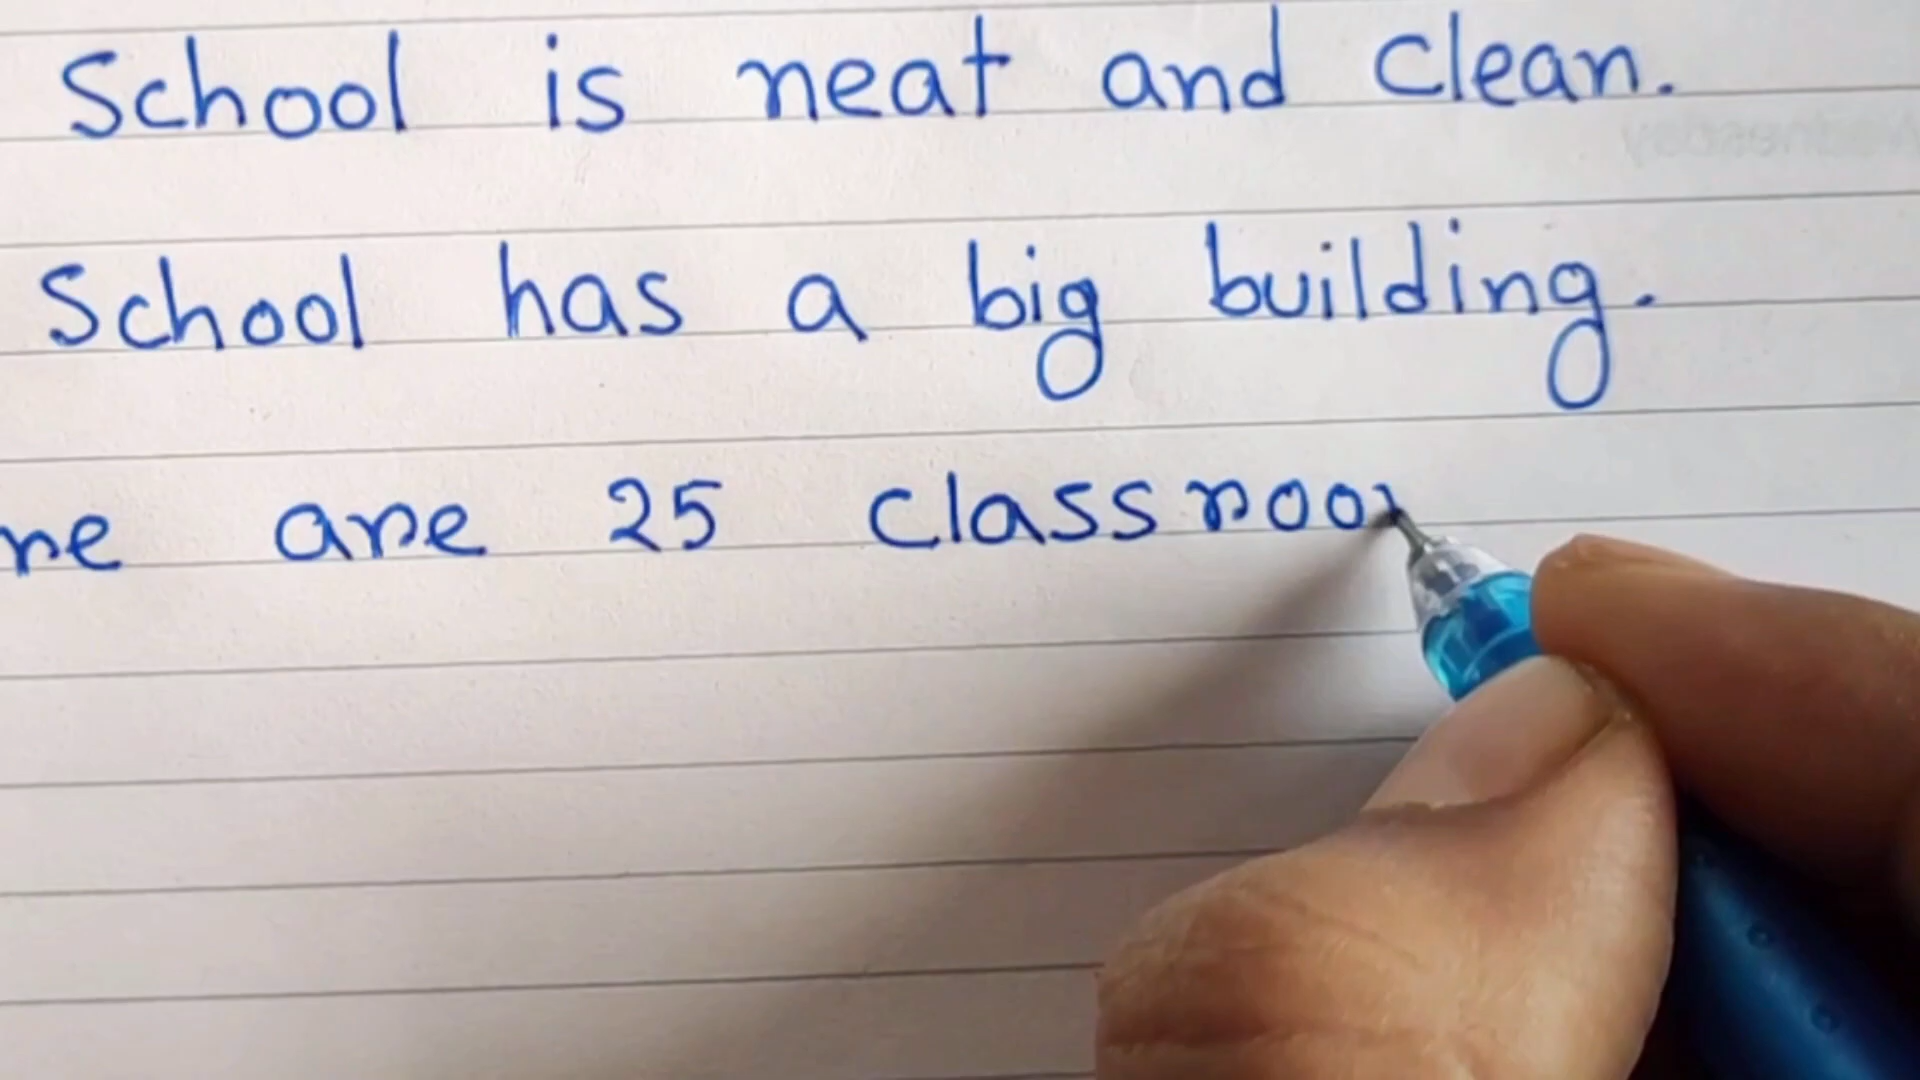 School is neat and clean.
School has a big building.
re are 25 classroo